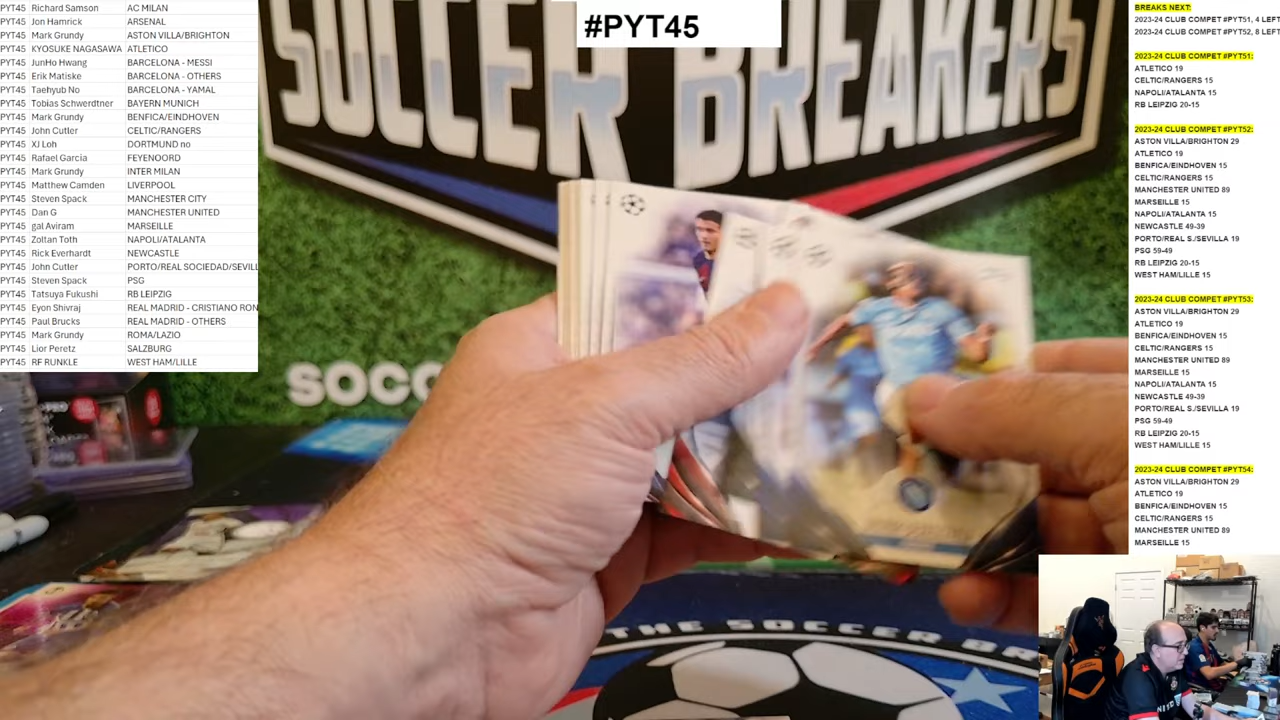 PYT45 Richard Samson AC MILAN
PYT45 Jon Hamrick ARSENAL
PYT45 Mark Grundy ASTON VILLA/BRIGHTON
PYT45 KYOSUKE NAGASAWA ATLETICO
PYT45 JunHo Hwang BARCELONA - MESSI
PYT45 Erik Matiske BARCELONA - OTHERS
PYT45 Taehyub No BARCELONA - YAMAL
PYT45 Tobias Schwerdtner BAYERN MUNICH
PYT45 Mark Grundy BENFICA/EINDHOVEN
PYT45 John Cutler CELTIC/RANGERS
PYT45 XJ Loh DORTMUND no
PYT45 Rafael Garcia FEYENOORD
PYT45 Mark Grundy INTER MILAN
PYT45 Matthew Camden LIVERPOOL
PYT45 Steven Spack MANCHESTER CITY
PYT45 Dan G MANCHESTER UNITED
PYT45 gal Aviram MARSEILLE
PYT45 Zoltan Toth NAPOLI/ATALANTA
PYT45 Rick Everhardt NEWCASTLE
PYT45 John Cutler PORTO/REAL SOCIEDAD/SEVILL
PYT45 Steven Spack PSG
PYT45 Tatsuya Fukushi RB LEIPZIG
PYT45 Eyon Shivraj REAL MADRID - CRISTIANO RON
PYT45 Paul Brucks REAL MADRID - OTHERS
PYT45 Mark Grundy ROMA/LAZIO
PYT45 Lior Peretz SALZBURG
PYT45 RF RUNKLE WEST HAM/LILLE
#PYT45
SOCCER BREAKERS
SOCC
THE SOCCER
BREAKS NEXT:
2023-24 CLUB COMPET #PYT51, 4 LEFT
2023-24 CLUB COMPET #PYT52, 8 LEFT
2023-24 CLUB COMPET #PYT51:
ATLETICO 19
CELTIC/RANGERS 15
NAPOLI/ATALANTA 15
RB LEIPZIG 20-15
2023-24 CLUB COMPET #PYT52:
ASTON VILLA/BRIGHTON 29
ATLETICO 19
BENFICA/EINDHOVEN 15
CELTIC/RANGERS 15
MANCHESTER UNITED 89
MARSEILLE 15
NAPOLI/ATALANTA 15
NEWCASTLE 49-39
PORTO/REAL S./SEVILLA 19
PSG 59-49
RB LEIPZIG 20-15
WEST HAM/LILLE 15
2023-24 CLUB COMPET #PYT53:
ASTON VILLA/BRIGHTON 29
ATLETICO 19
BENFICA/EINDHOVEN 15
CELTIC/RANGERS 15
MANCHESTER UNITED 89
MARSEILLE 15
NAPOLI/ATALANTA 15
NEWCASTLE 49-39
PORTO/REAL S./SEVILLA 19
PSG 59-49
RB LEIPZIG 20-15
WEST HAM/LILLE 15
2023-24 CLUB COMPET #PYT54:
ASTON VILLA/BRIGHTON 29
ATLETICO 19
BENFICA/EINDHOVEN 15
CELTIC/RANGERS 15
MANCHESTER UNITED 89
MARSEILLE 15